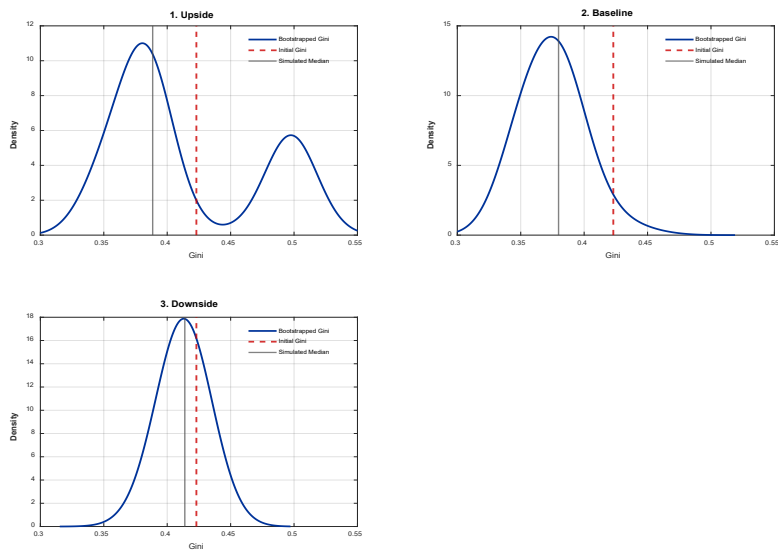 1. Upside
12
10
8
6
4
2
0
Density
0.3 0.35 0.4 0.45 0.5 0.55
Gini
Bootstrapped Gini
Initial Gini
Simulated Median
2. Baseline
15
10
5
0
Density
0.3 0.35 0.4 0.45 0.5 0.55
Gini
Bootstrapped Gini
Initial Gini
Simulated Median
3. Downside
18
16
14
12
10
8
6
4
2
0
Density
0.3 0.35 0.4 0.45 0.5 0.55
Gini
Bootstrapped Gini
Initial Gini
Simulated Median